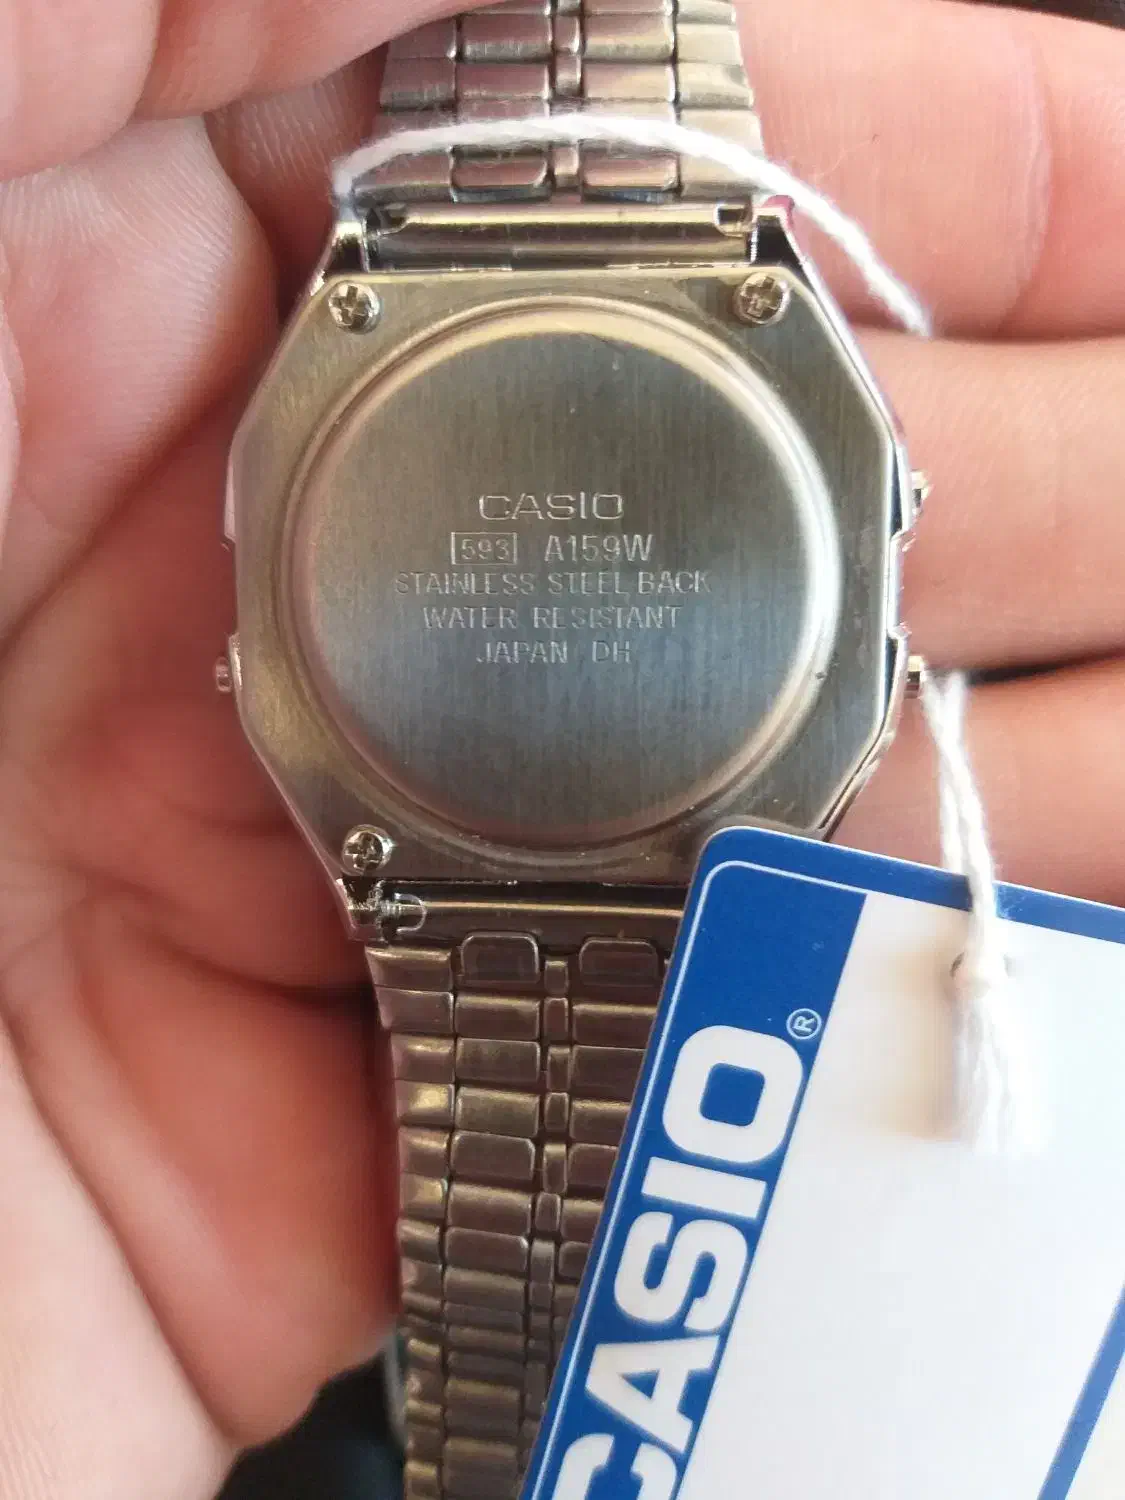 CASIO
593 A159W
STAINLESS STEEL BACK
WATER RESISTANT
JAPAN DH
CASIO®